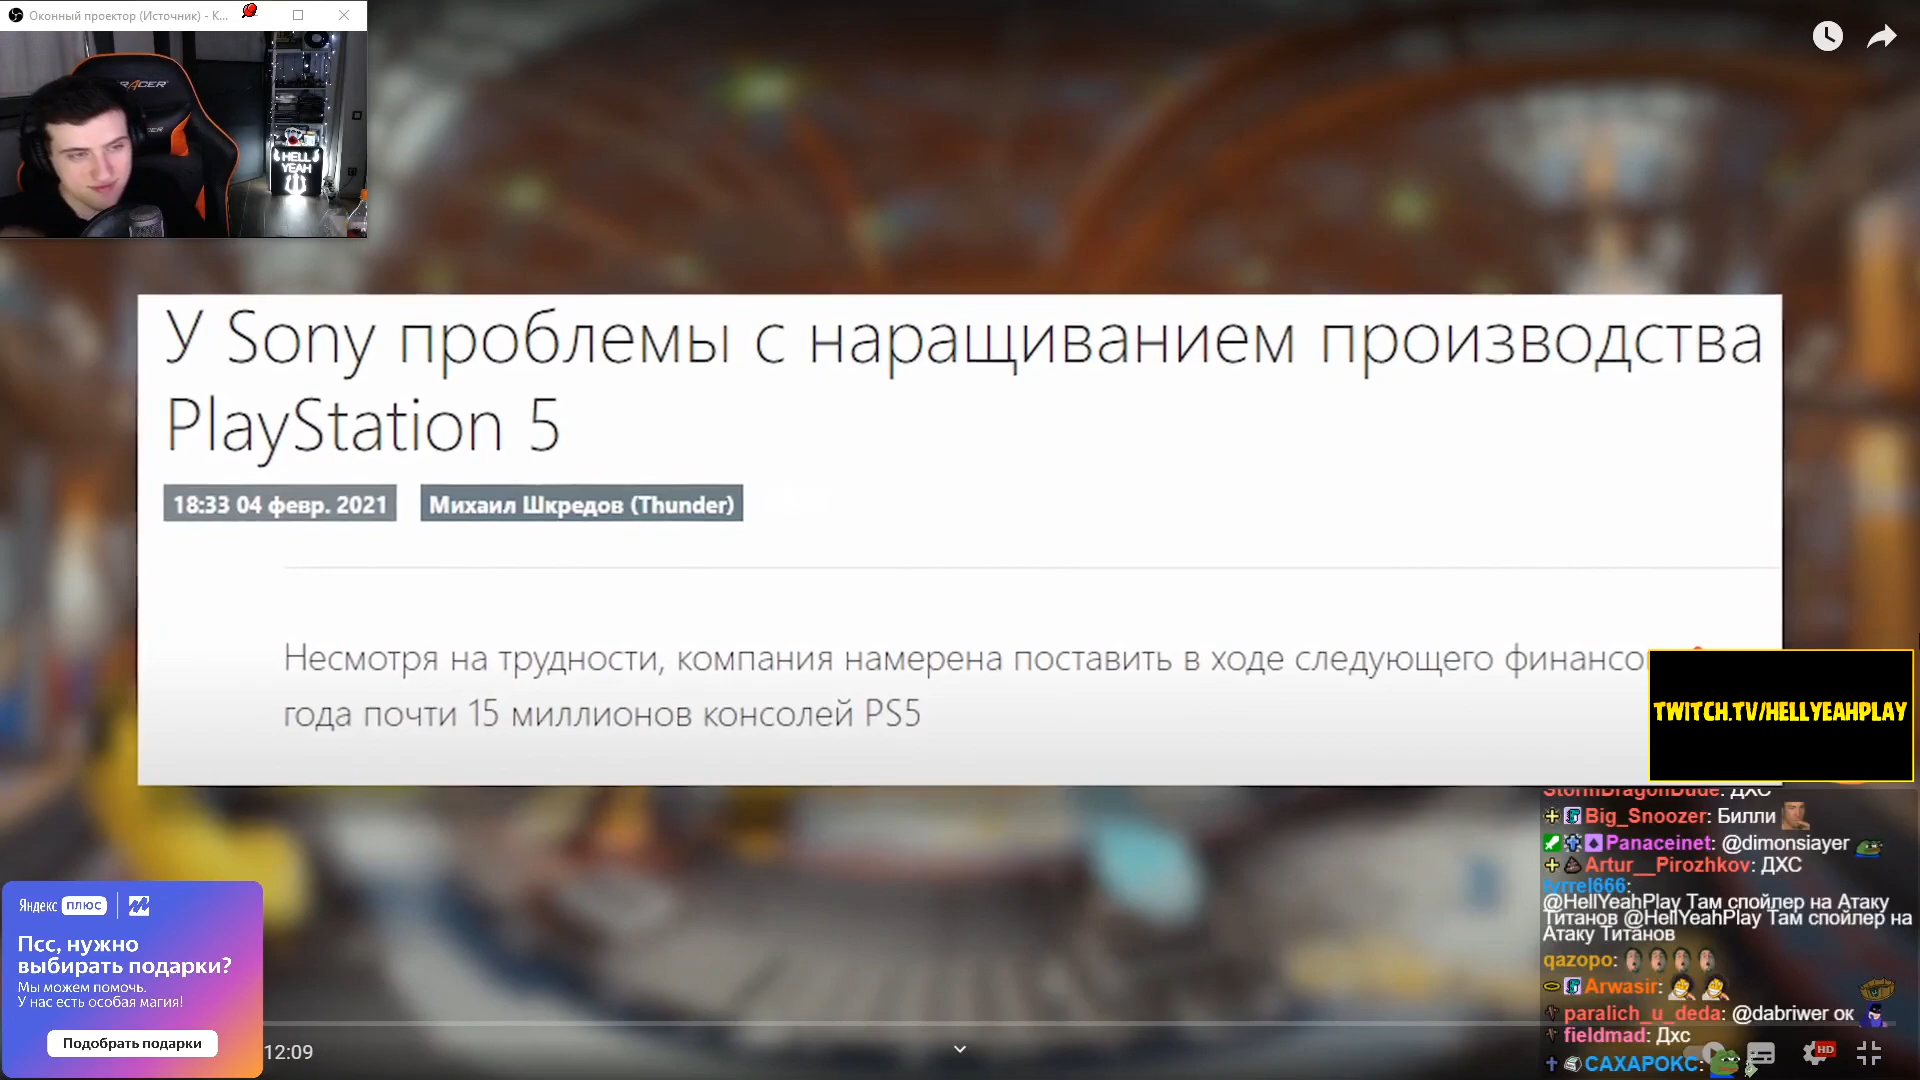 Оконный проектор (Источник) - К...
RACER
HELL
YEAH
У Sony проблемы с наращиванием производства
PlayStation 5
18:33 04 февр. 2021
Михаил Шкредов (Thunder)
Несмотря на трудности, компания намерена поставить в ходе следующего
года почти 15 миллионов консолей PS5
TWITCH.TV/HELLYEAHPLAY
StormDragonDude: ДХС
Big_Snoozer: Билли
Panaceinet: @dimonsiayer
Artur__Pirozhkov: ДХС
tyrrel666:
@HellYeahPlay Там спойлер на Атаку
Титанов @HellYeahPlay Там спойлер на
Атаку Титанов
qazopo:
Arwasir:
paralich_u_deda: @dabriwer ок
fieldmad: Дхс
CAXAPOKC:
Яндекс плюс
Псс, нужно
выбирать подарки?
Мы можем помочь.
У нас есть особая магия!
Подобрать подарки
12:09
HD